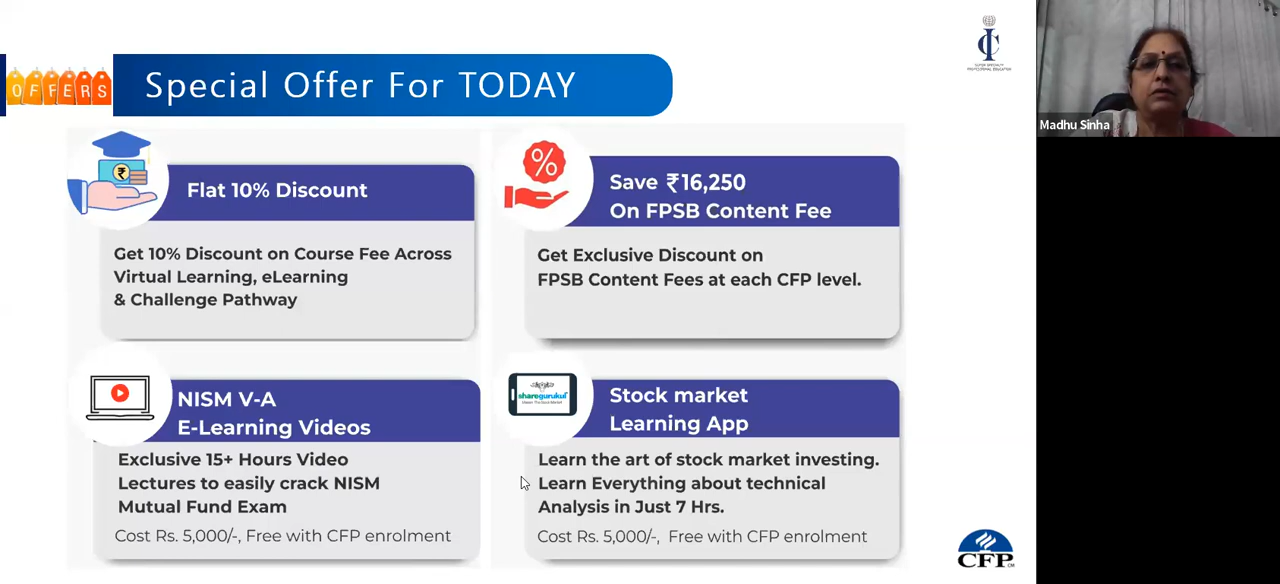 OFFERS
Special Offer For TODAY
SUPER SPECIALTY
PROFESSIONAL EDUCATION
Madhu Sinha
Flat 10% Discount
Get 10% Discount on Course Fee Across
Virtual Learning, eLearning
& Challenge Pathway
Save ₹16,250
On FPSB Content Fee
Get Exclusive Discount on
FPSB Content Fees at each CFP level.
NISM V-A
E-Learning Videos
Exclusive 15+ Hours Video
Lectures to easily crack NISM
Mutual Fund Exam
Cost Rs. 5,000/-, Free with CFP enrolment
sharegurukul
Stock market
Learning App
Learn the art of stock market investing.
Learn Everything about technical
Analysis in Just 7 Hrs.
Cost Rs. 5,000/-, Free with CFP enrolment
CFP